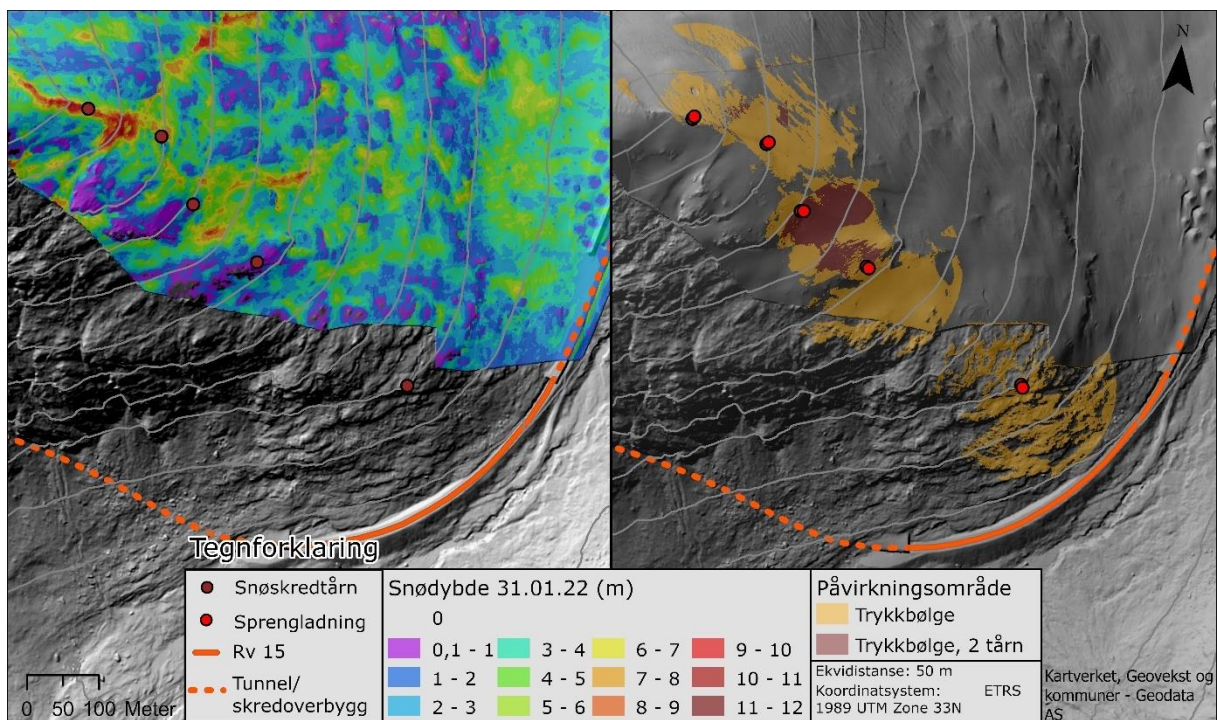 N
Tegnforklaring
Snøskredtårn
Sprengladning
Rv 15
Tunnel/
skredoverbygg
0 50 100 Meter
Snødybde 31.01.22 (m)
0
0,1 - 1
1 - 2
2 - 3
3 - 4
4 - 5
5 - 6
6 - 7
7 - 8
8 - 9
9 - 10
10 - 11
11 - 12
Påvirkningsområde
Trykkbølge
Trykkbølge, 2 tårn
Ekvidistanse: 50 m
Koordinatsystem: ETRS
1989 UTM Zone 33N
Kartverket, Geovekst og
kommuner - Geodata
AS